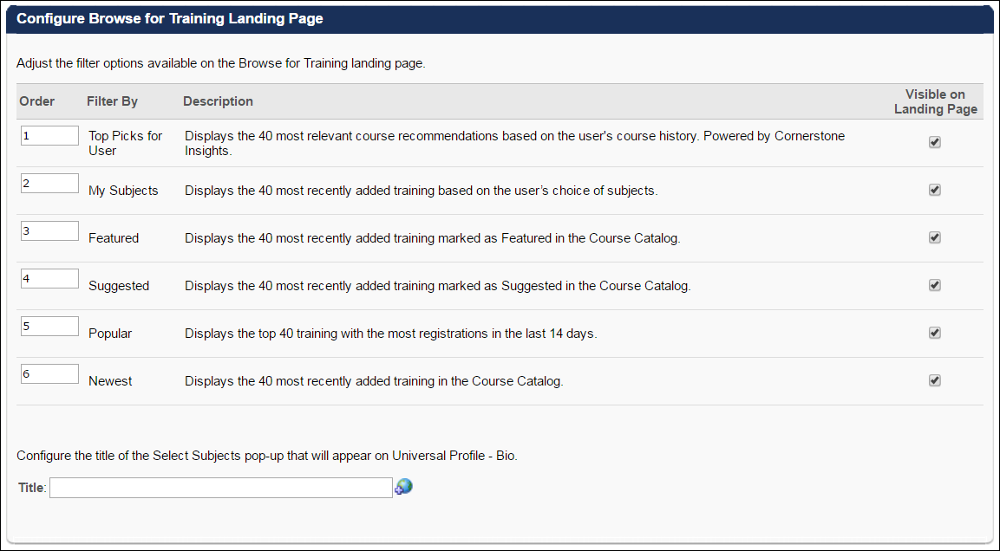 Configure Browse for Training Landing Page
Adjust the filter options available on the Browse for Training landing page.
Order Filter By Description Visible on
Landing Page
1 Top Picks for Displays the 40 most relevant course recommendations based on the user's course history. Powered by Cornerstone
User Insights.
2 My Subjects Displays the 40 most recently added training based on the user’s choice of subjects.
3 Featured Displays the 40 most recently added training marked as Featured in the Course Catalog.
4 Suggested Displays the 40 most recently added training marked as Suggested in the Course Catalog.
5 Popular Displays the top 40 training with the most registrations in the last 14 days.
6 Newest Displays the 40 most recently added training in the Course Catalog.
Configure the title of the Select Subjects pop-up that will appear on Universal Profile - Bio.
Title: